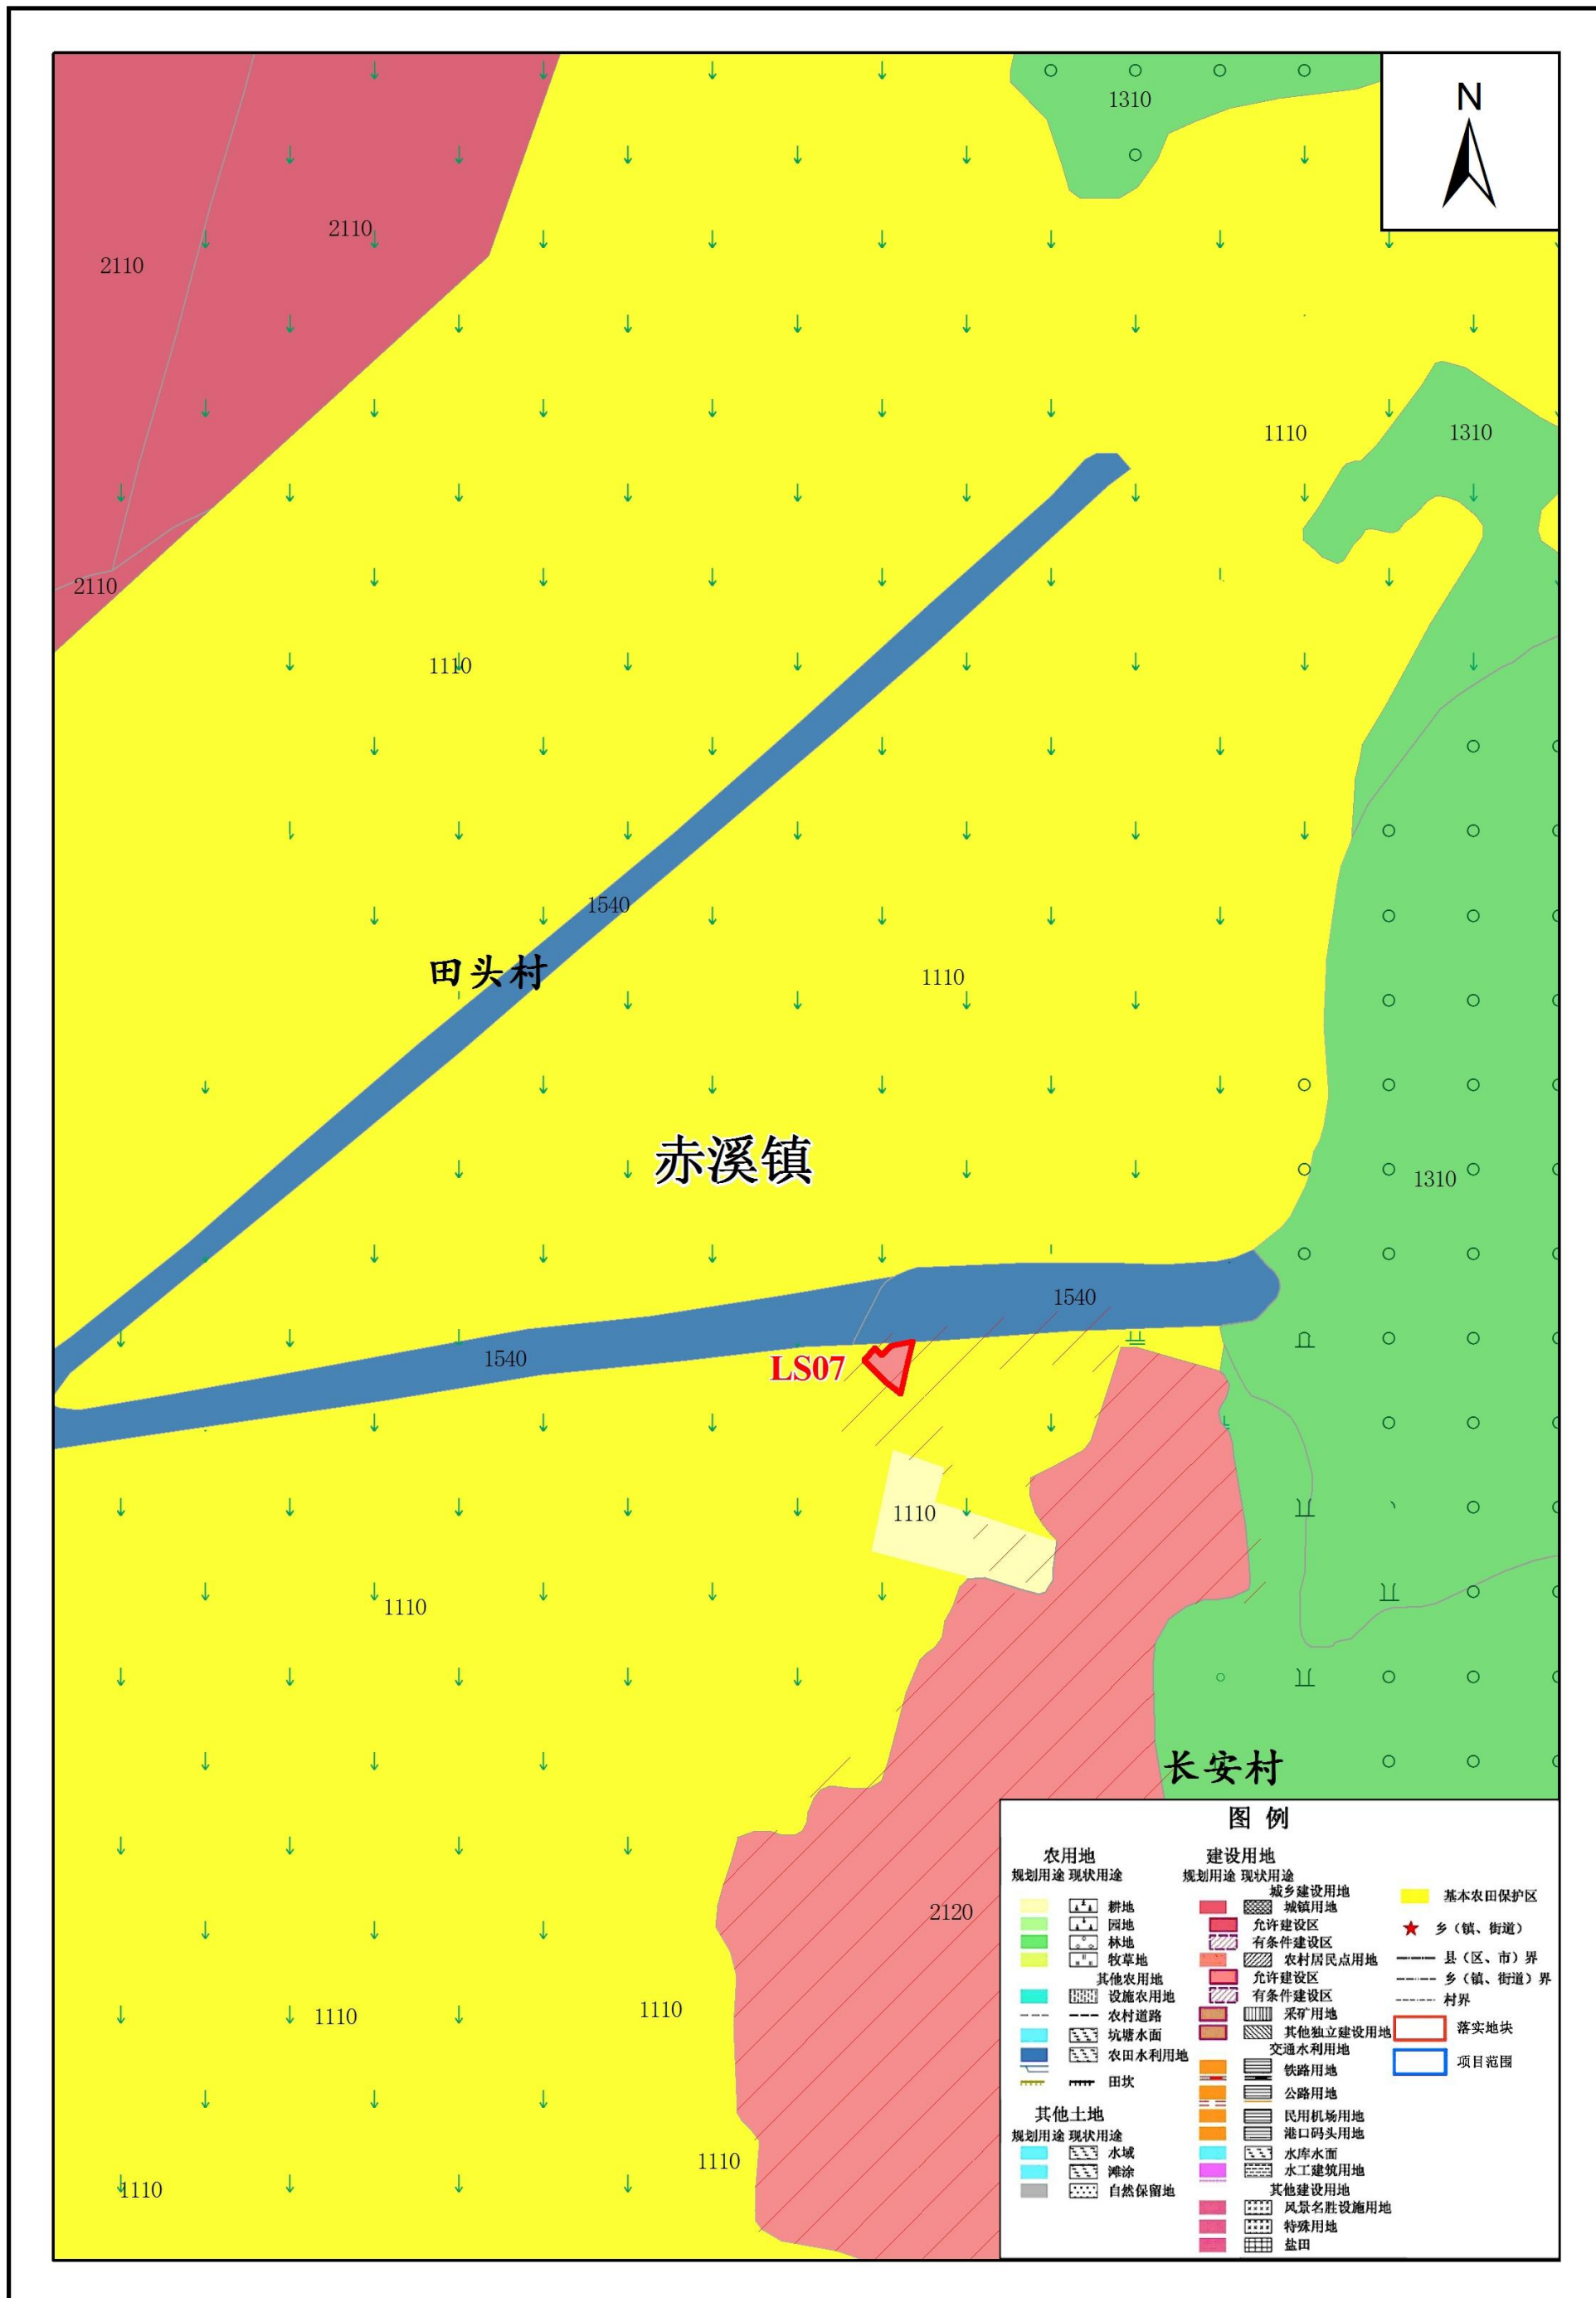 N
1310
2110
2110
1110
1310
2110
1110
1540
田头村
1110
赤溪镇
1310
1540
1540
LS07
1110
1110
长安村
2120
1110
1110
1110
1110
图 例
农用地
规划用途 现状用途
耕地
园地
林地
牧草地
其他农用地
设施农用地
农村道路
坑塘水面
农田水利用地
田坎
其他土地
规划用途 现状用途
水域
滩涂
自然保留地
建设用地
规划用途 现状用途
城乡建设用地
城镇用地
允许建设区
有条件建设区
农村居民点用地
允许建设区
有条件建设区
采矿用地
其他独立建设用地
交通水利用地
铁路用地
公路用地
民用机场用地
港口码头用地
水库水面
水工建筑用地
其他建设用地
风景名胜设施用地
特殊用地
盐田
基本农田保护区
乡（镇、街道）
县（区、市）界
乡（镇、街道）界
村界
落实地块
项目范围